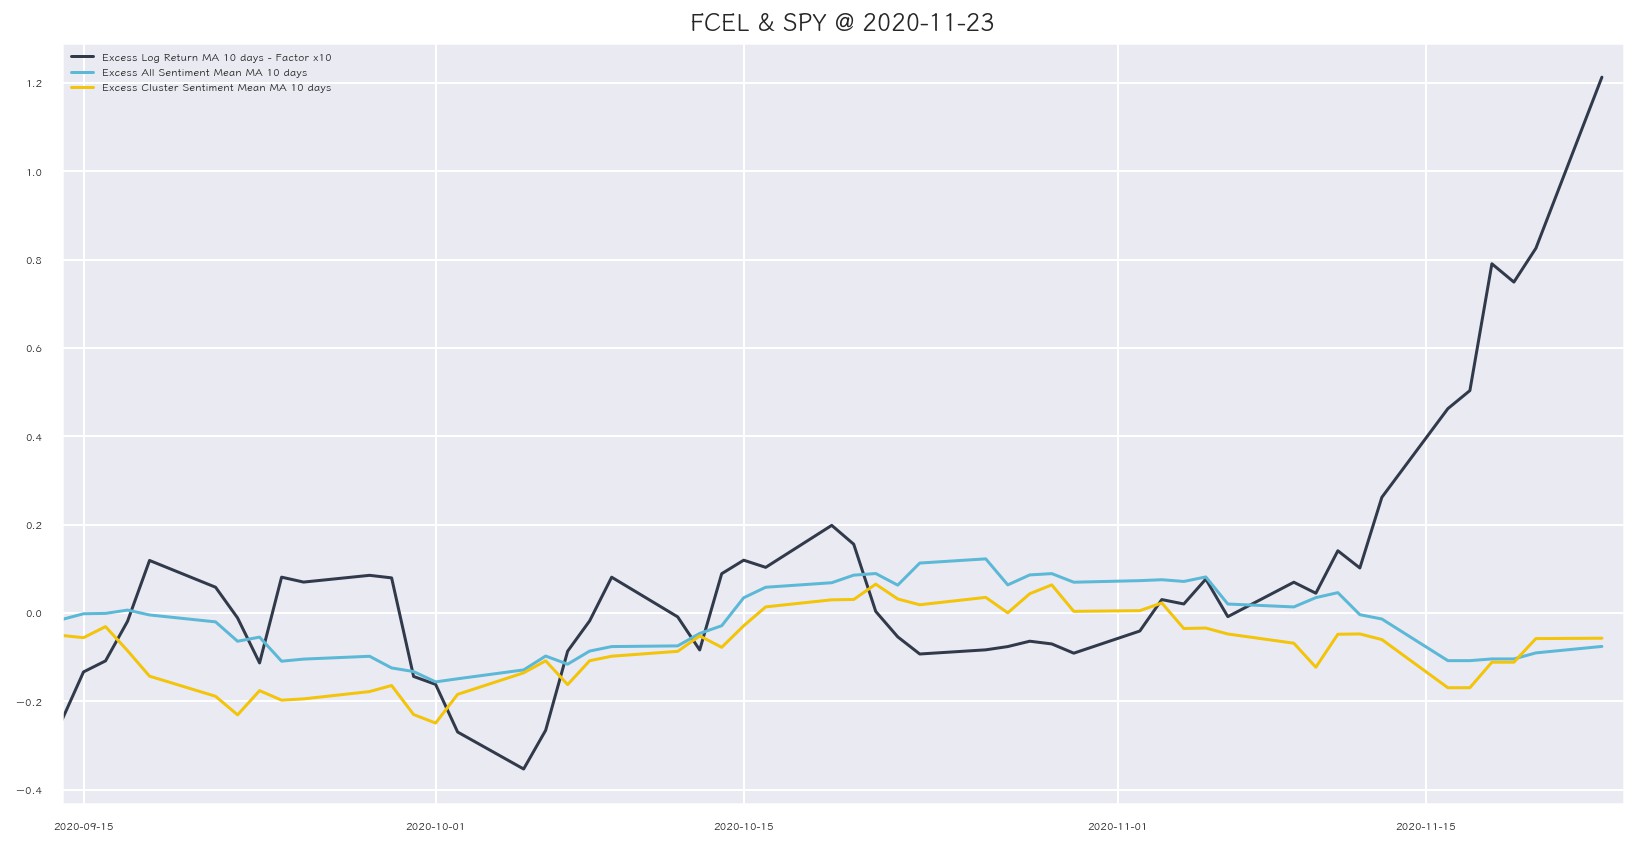 FCEL & SPY @ 2020-11-23
Excess Log Return MA 10 days - Factor x10
Excess All Sentiment Mean MA 10 days
Excess Cluster Sentiment Mean MA 10 days
1.2
1.0
0.8
0.6
0.4
0.2
0.0
−0.2
−0.4
2020-09-15 2020-10-01 2020-10-15 2020-11-01 2020-11-15